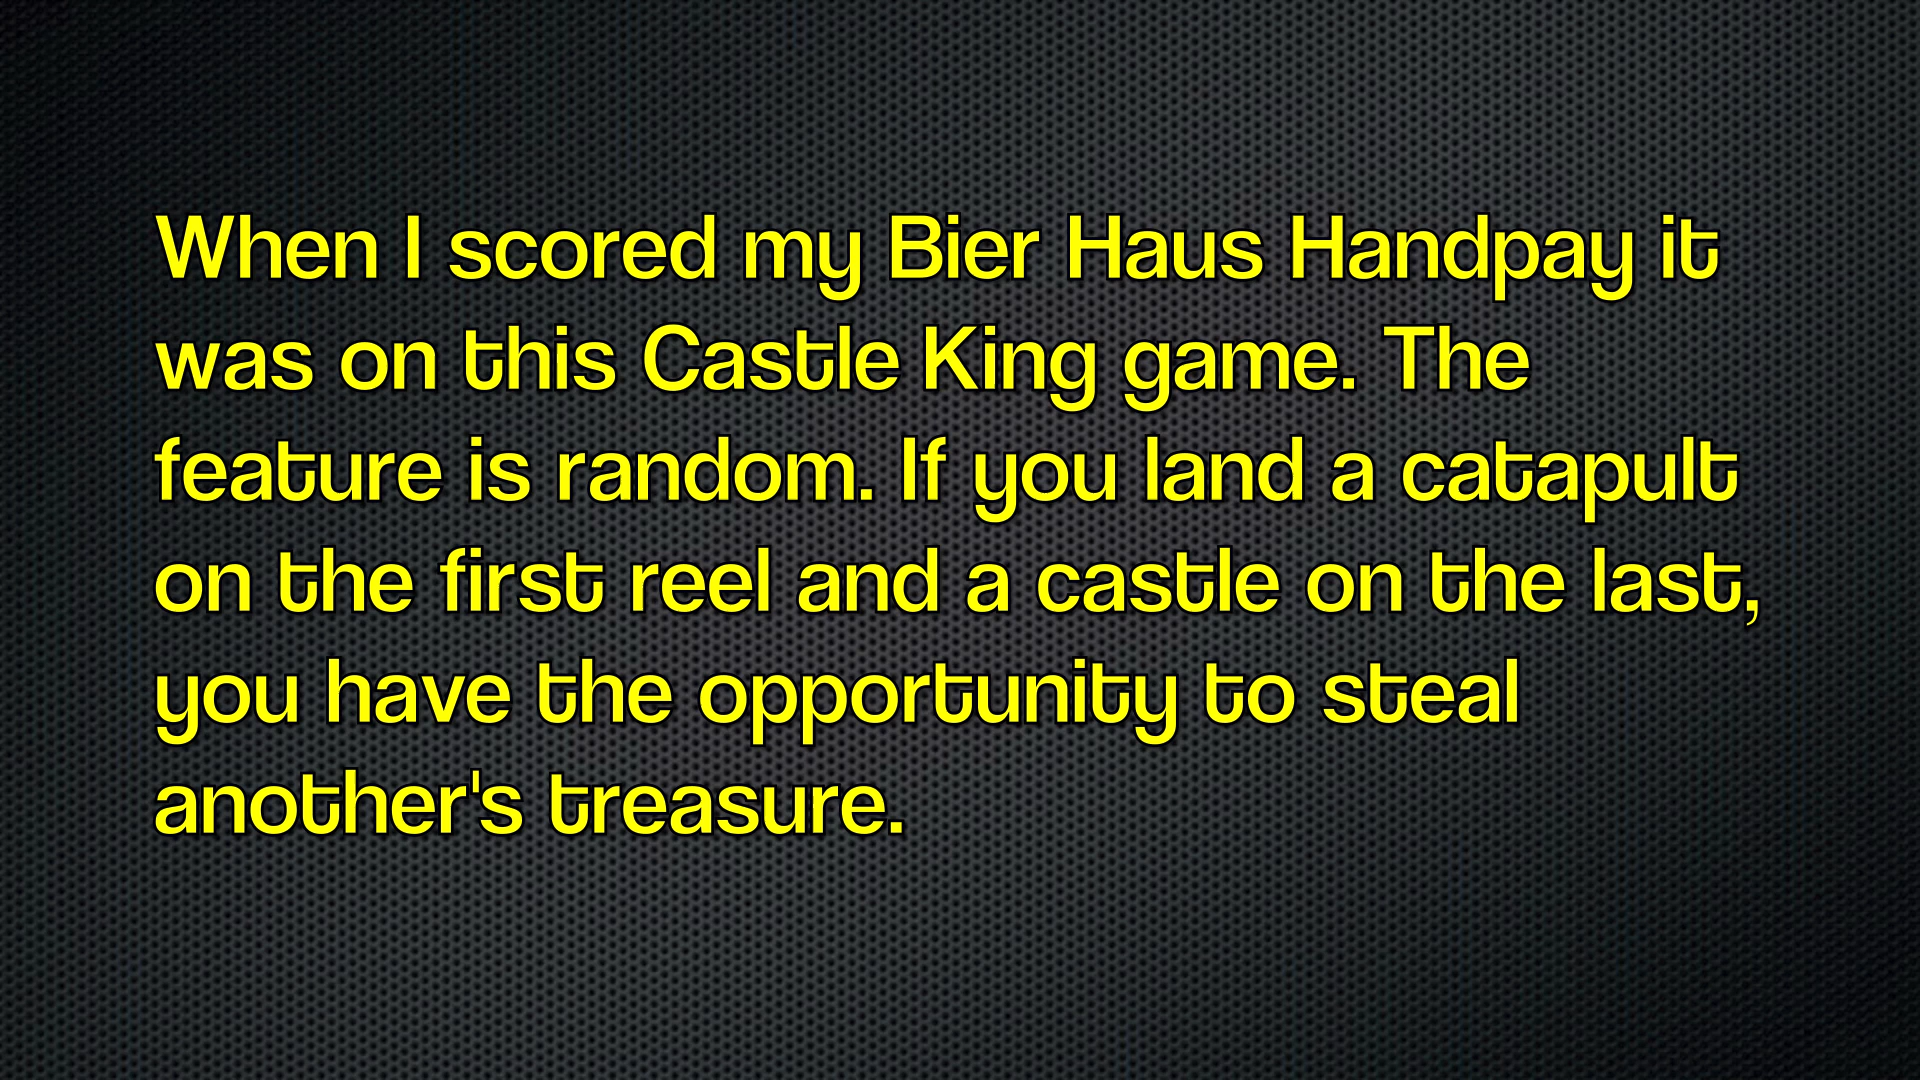 When I scored my Bier Haus Handpay it
was on this Castle King game. The
feature is random. If you land a catapult
on the first reel and a castle on the last,
you have the opportunity to steal
another's treasure.